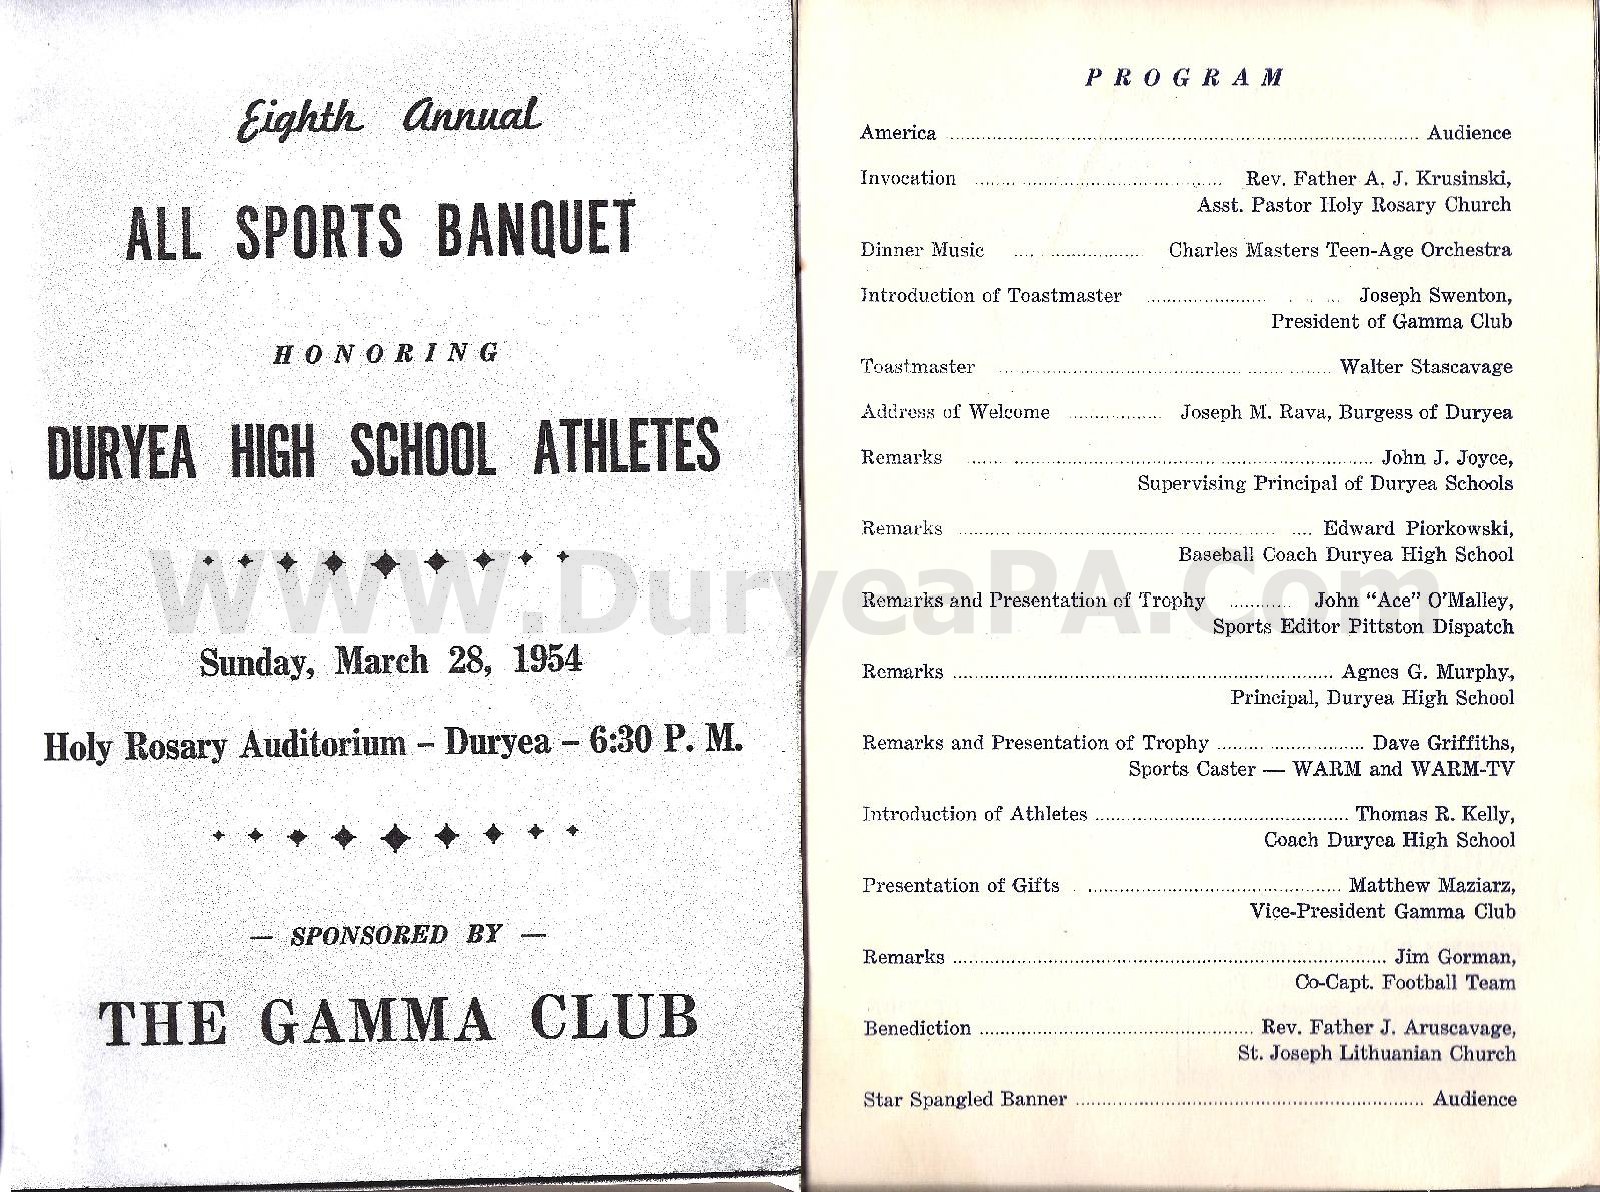 Eighth Annual
ALL SPORTS BANQUET
HONORING
DURYEA HIGH SCHOOL ATHLETES
Sunday, March 28, 1954
Holy Rosary Auditorium – Duryea – 6:30 P. M.
— SPONSORED BY —
THE GAMMA CLUB
PROGRAM
America ........ Audience
Invocation ........ Rev. Father A. J. Krusinski,
Asst. Pastor Holy Rosary Church
Dinner Music ........ Charles Masters Teen-Age Orchestra
Introduction of Toastmaster ........ Joseph Swenton,
President of Gamma Club
Toastmaster ........ Walter Stascavage
Address of Welcome ........ Joseph M. Rava, Burgess of Duryea
Remarks ........ John J. Joyce,
Supervising Principal of Duryea Schools
Remarks ........ Edward Piorkowski,
Baseball Coach Duryea High School
Remarks and Presentation of Trophy ........ John “Ace” O’Malley,
Sports Editor Pittston Dispatch
Remarks ........ Agnes G. Murphy,
Principal, Duryea High School
Remarks and Presentation of Trophy ........ Dave Griffiths,
Sports Caster — WARM and WARM-TV
Introduction of Athletes ........ Thomas R. Kelly,
Coach Duryea High School
Presentation of Gifts ........ Matthew Maziarz,
Vice-President Gamma Club
Remarks ........ Jim Gorman,
Co-Capt. Football Team
Benediction ........ Rev. Father J. Aruscavage,
St. Joseph Lithuanian Church
Star Spangled Banner ........ Audience
WWW.DuryeaPA.Com